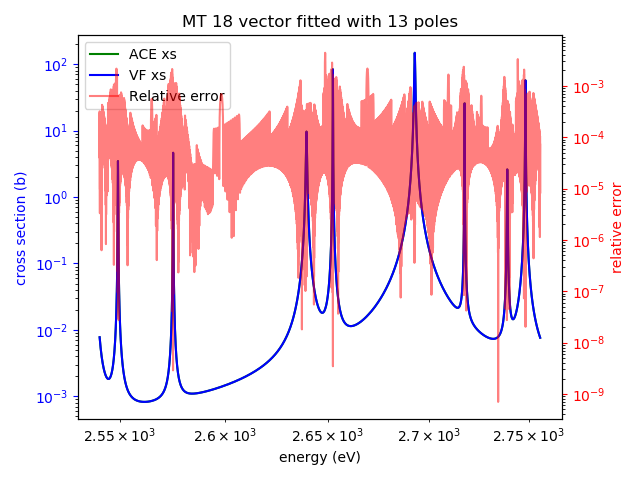 MT 18 vector fitted with 13 poles
ACE xs
VF xs
Relative error
cross section (b)
10²
10¹
10⁰
10⁻¹
10⁻²
10⁻³
10⁻³
10⁻⁴
10⁻⁵
10⁻⁶
10⁻⁷
10⁻⁸
10⁻⁹
relative error
2.55 × 10³ 2.6 × 10³ 2.65 × 10³ 2.7 × 10³ 2.75 × 10³
energy (eV)